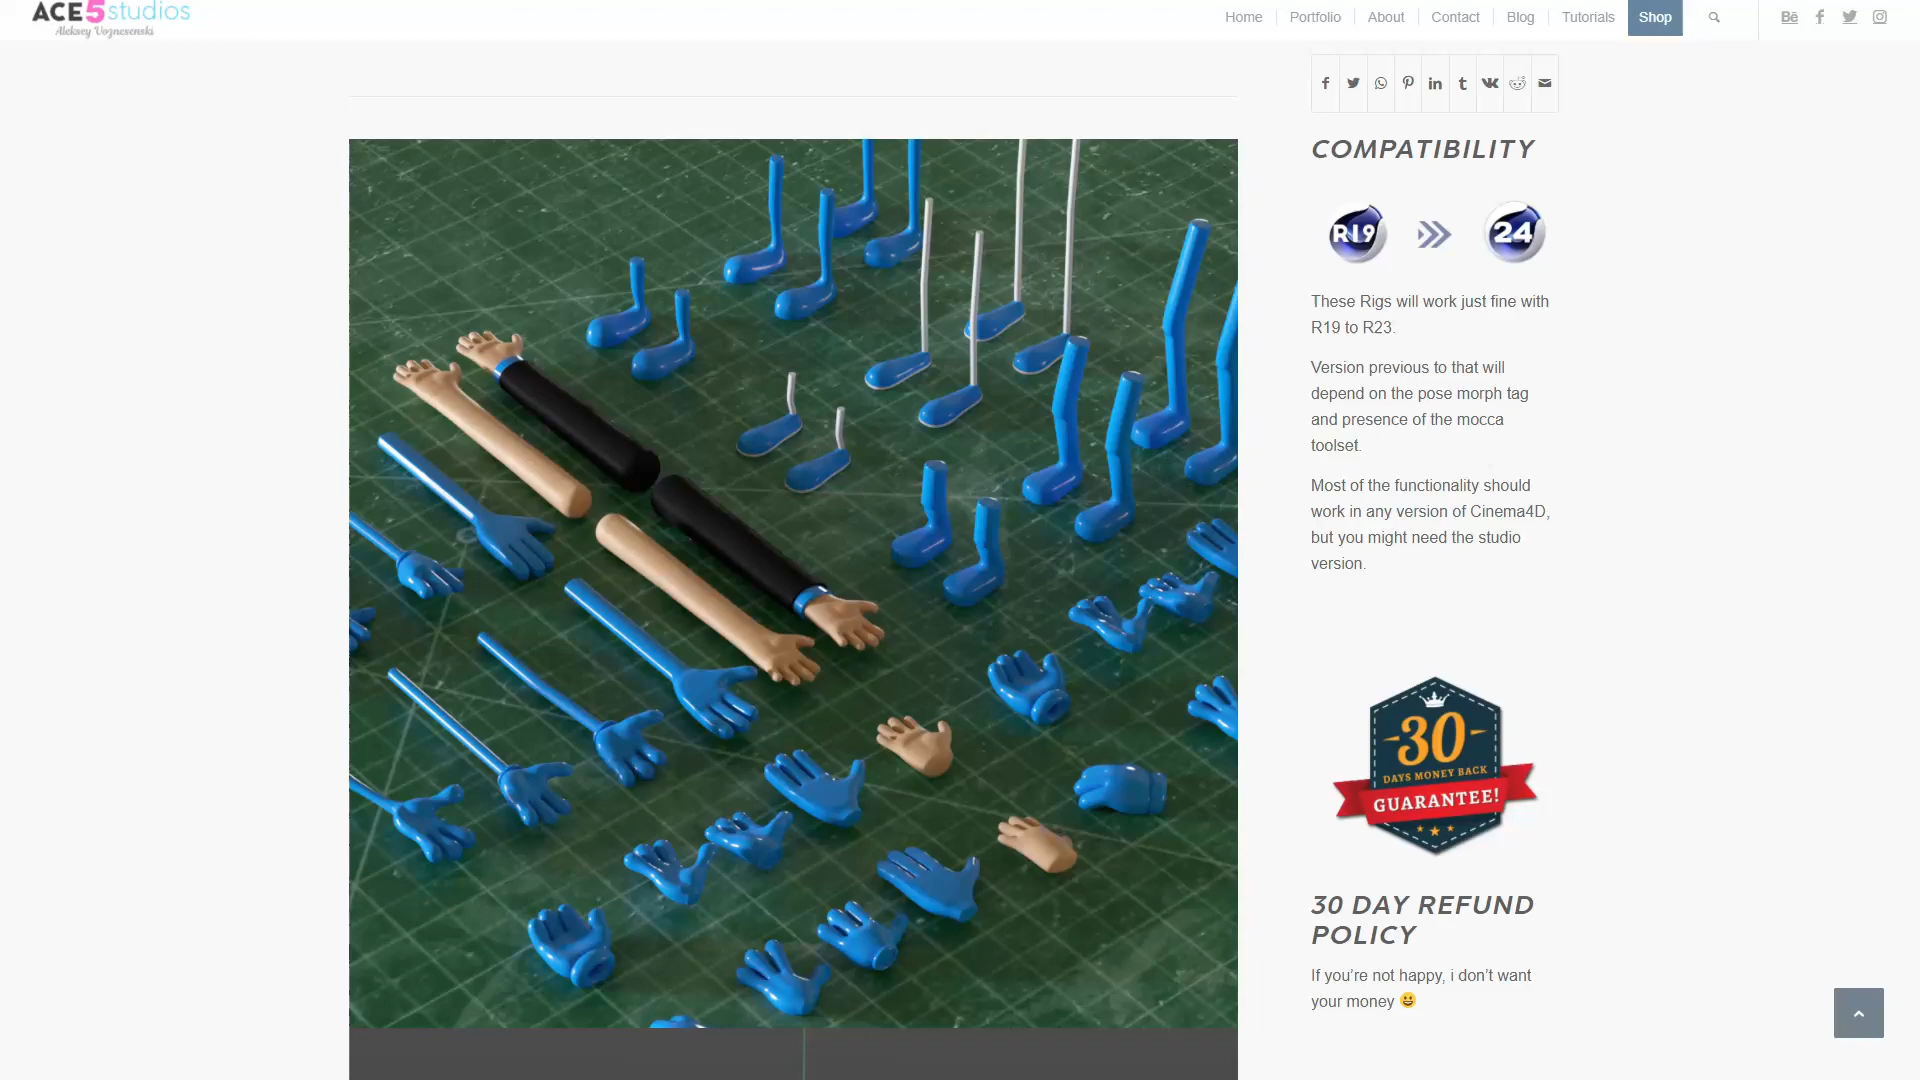 ACE5studios
Aleksey Voznesenski
Home
Portfolio
About
Contact
Blog
Tutorials
Shop
COMPATIBILITY
R19
24
These Rigs will work just fine with
R19 to R23.
Version previous to that will
depend on the pose morph tag
and presence of the mocca
toolset.
Most of the functionality should
work in any version of Cinema4D,
but you might need the studio
version.
30
DAYS MONEY BACK
GUARANTEE!
30 DAY REFUND
POLICY
If you’re not happy, i don’t want
your money 😀